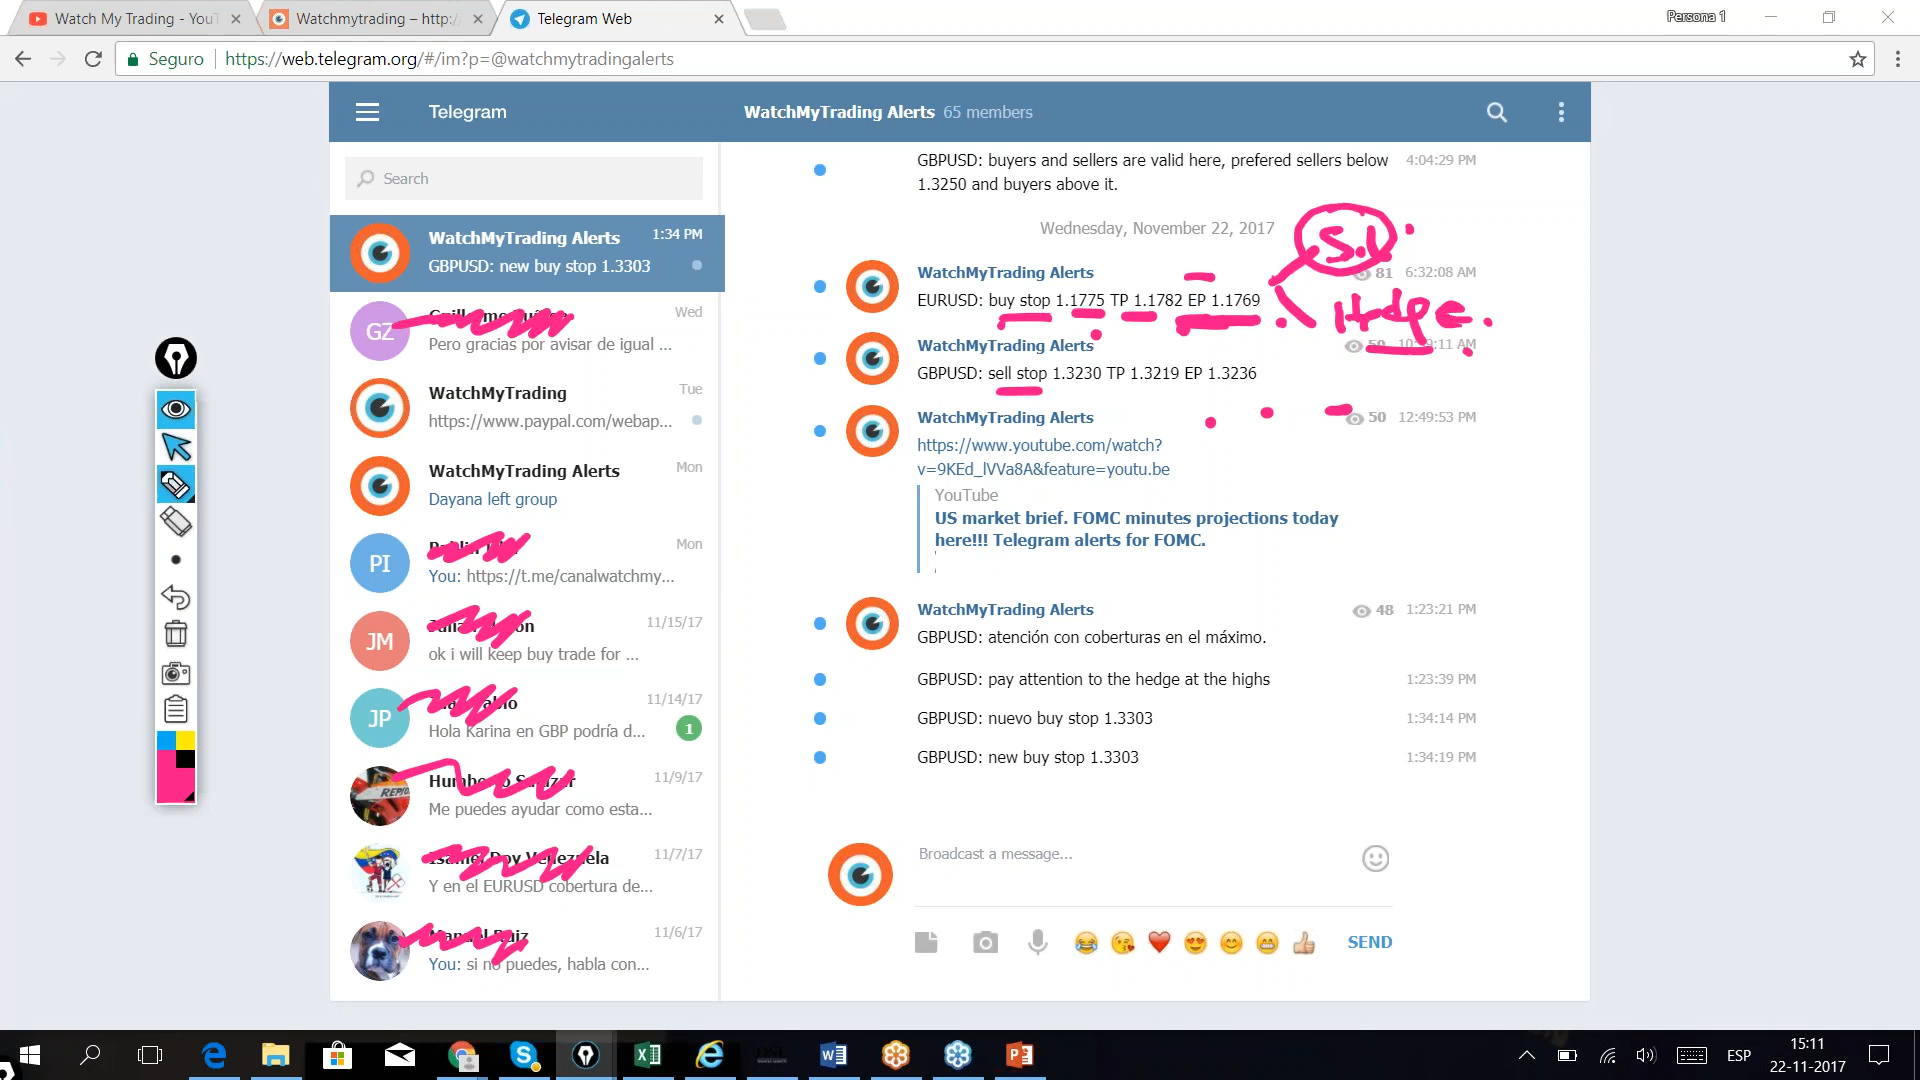 Watch My Trading - YouT
Watchmytrading – http:/
Telegram Web
Persona 1
Seguro
https://web.telegram.org/#/im?p=@watchmytradingalerts
Telegram
WatchMyTrading Alerts 65 members
Search
WatchMyTrading Alerts 1:34 PM
GBPUSD: new buy stop 1.3303
GZ
Wed
Pero gracias por avisar de igual ...
WatchMyTrading Tue
https://www.paypal.com/webap...
WatchMyTrading Alerts Mon
Dayana left group
PI
Mon
You: https://t.me/canalwatchmy...
JM
11/15/17
ok i will keep buy trade for ...
JP
11/14/17
Hola Karina en GBP podría d... 1
11/9/17
Me puedes ayudar como esta...
11/7/17
Y en el EURUSD cobertura de...
11/6/17
You: si no puedes, habla con...
GBPUSD: buyers and sellers are valid here, prefered sellers below 4:04:29 PM
1.3250 and buyers above it.
Wednesday, November 22, 2017
S.L
WatchMyTrading Alerts 81 6:32:08 AM
EURUSD: buy stop 1.1775 TP 1.1782 EP 1.1769
Hedge.
WatchMyTrading Alerts
GBPUSD: sell stop 1.3230 TP 1.3219 EP 1.3236
WatchMyTrading Alerts 50 12:49:53 PM
https://www.youtube.com/watch?
v=9KEd_lVVa8A&feature=youtu.be
YouTube
US market brief. FOMC minutes projections today
here!!! Telegram alerts for FOMC.
WatchMyTrading Alerts 48 1:23:21 PM
GBPUSD: atención con coberturas en el máximo.
GBPUSD: pay attention to the hedge at the highs 1:23:39 PM
GBPUSD: nuevo buy stop 1.3303 1:34:14 PM
GBPUSD: new buy stop 1.3303 1:34:19 PM
Broadcast a message...
SEND
ESP
15:11
22-11-2017